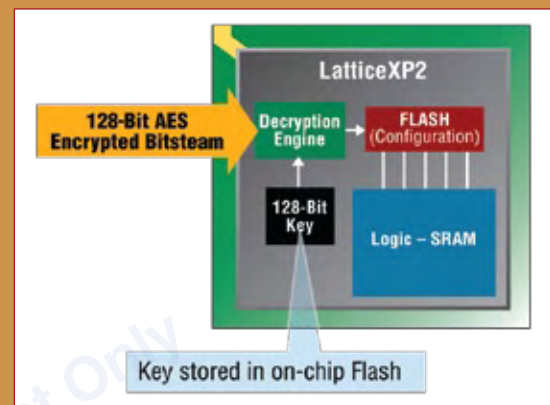 LatticeXP2
128-Bit AES
Encrypted Bitsteam
Decryption
Engine
FLASH
(Configuration)
128-Bit
Key
Logic – SRAM
Key stored in on-chip Flash
Only